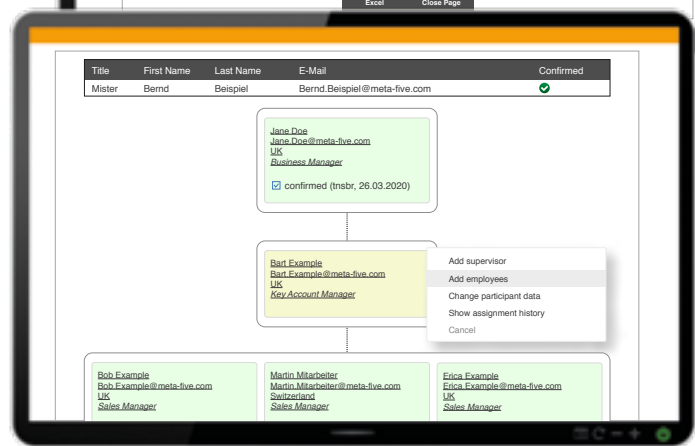 Excel Close Page
Title First Name Last Name E-Mail Confirmed
Mister Bernd Beispiel Bernd.Beispiel@meta-five.com
Jane Doe
Jane.Doe@meta-five.com
UK
Business Manager
confirmed (tnsbr, 26.03.2020)
Bart Example
Bart.Example@meta-five.com
UK
Key Account Manager
Add supervisor
Add employees
Change participant data
Show assignment history
Cancel
Bob Example
Bob.Example@meta-five.com
UK
Sales Manager
Martin Mitarbeiter
Martin.Mitarbeiter@meta-five.com
Switzerland
Sales Manager
Erica Example
Erica.Example@meta-five.com
UK
Sales Manager